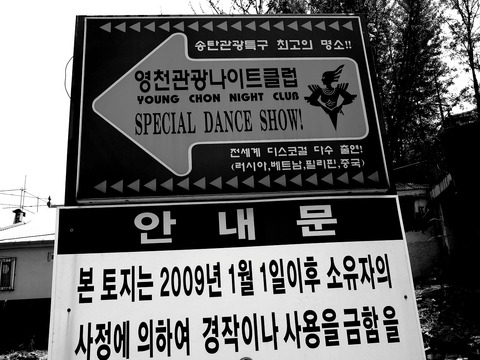 SPECIAL DANCE SHOW!
송탄관광특구 최고의 명소!!
영천관광나이트클럽
YOUNG CHON NIGHT CLUB
SPECIAL DANCE SHOW!
전세계 디스코걸 다수 출연!
(러시아,베트남,필리핀,중국)
안내문
본 토지는 2009년 1월 1일이후 소유자의
사정에 의하여 경작이나 사용을 금함을